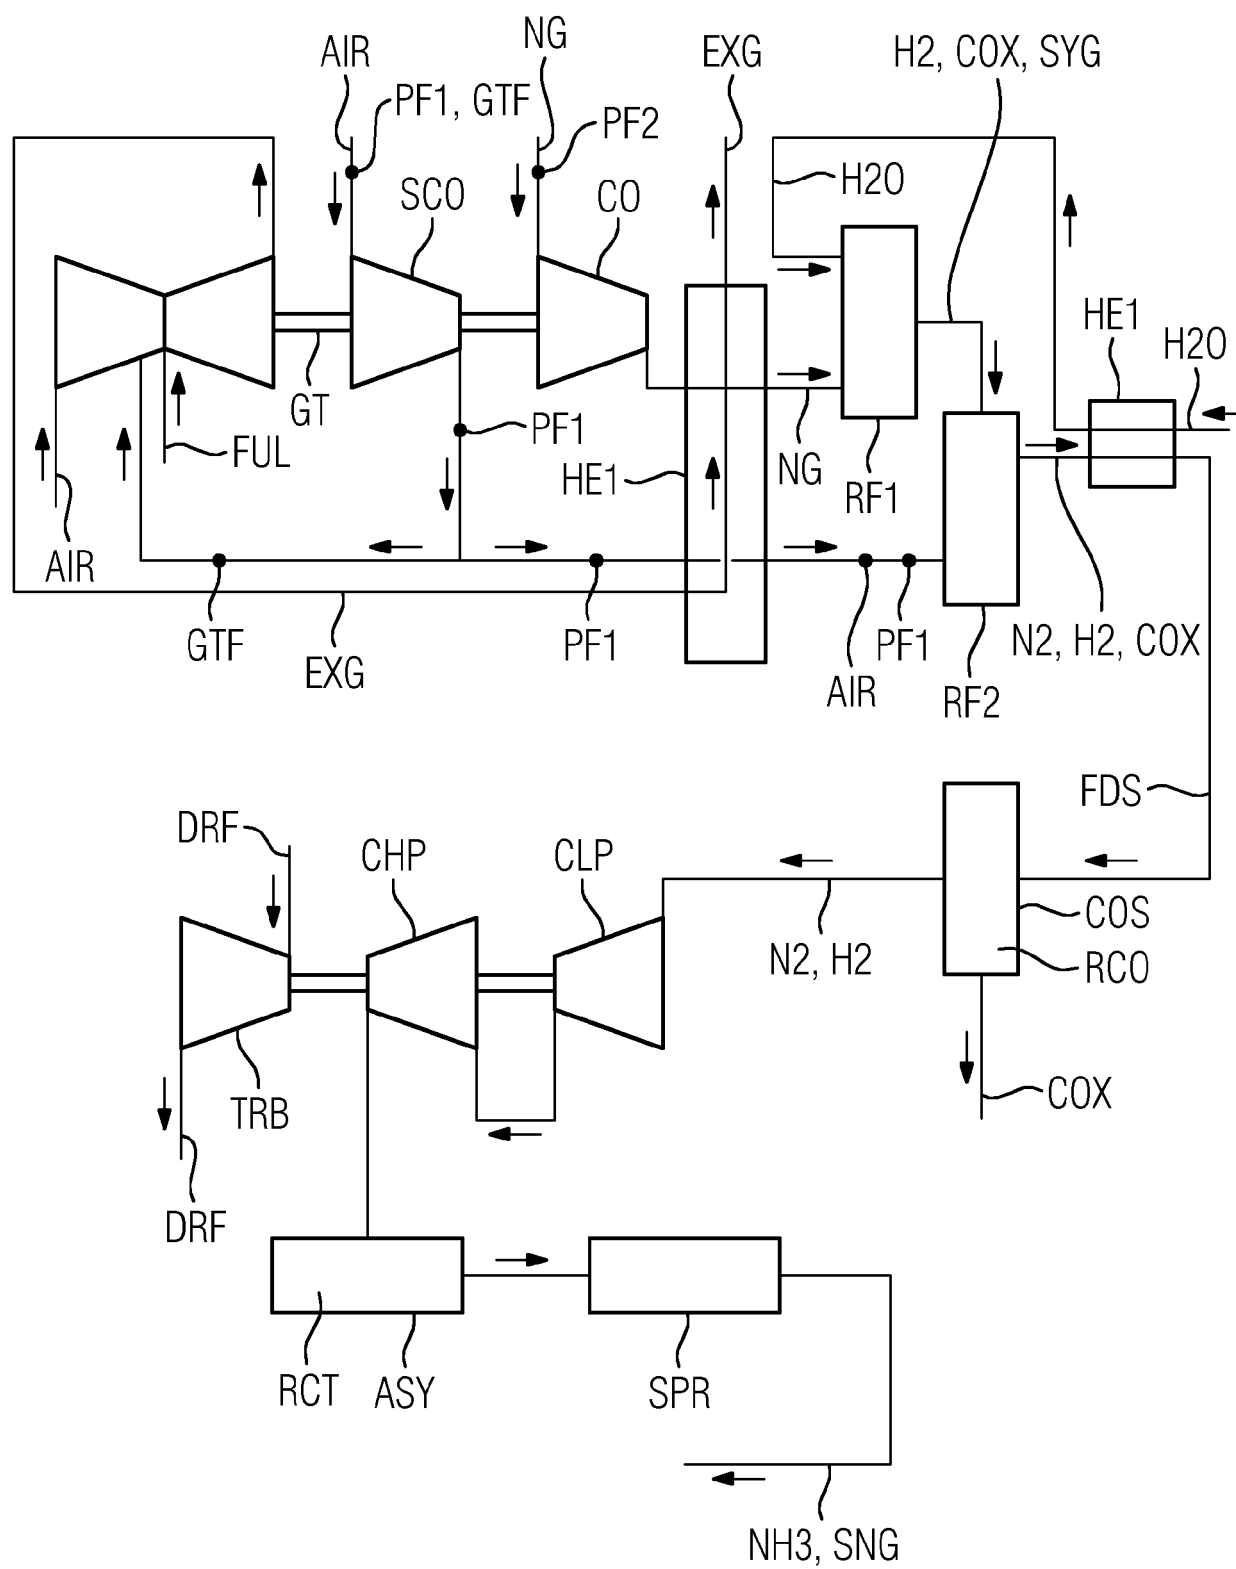 NG
AIR
EXG
H2, COX, SYG
PF1, GTF
PF2
H2O
SCO
CO
HE1
H2O
GT
PF1
FUL
NG
HE1
RF1
AIR
GTF
PF1
PF1
N2, H2, COX
EXG
AIR
RF2
FDS
DRF
CHP
CLP
COS
N2, H2
RCO
COX
TRB
DRF
RCT
ASY
SPR
NH3, SNG